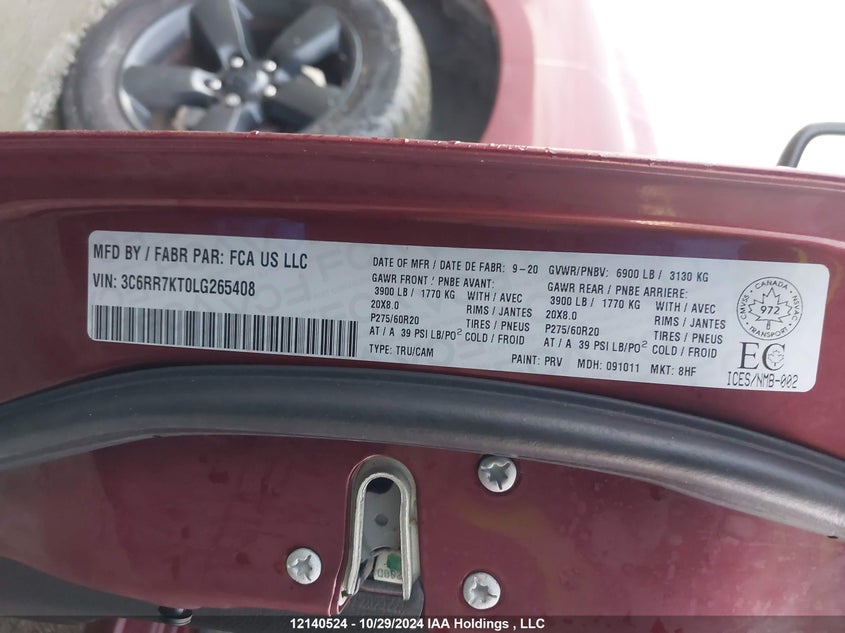 MFD BY / FABR PAR: FCA US LLC
VIN: 3C6RR7KT0LG265408
DATE OF MFR / DATE DE FABR: 9-20 GVWR/PNBV: 6900 LB / 3130 KG
GAWR FRONT: / PNBE AVANT: GAWR REAR / PNBE ARRIERE:
3900 LB / 1770 KG WITH / AVEC 3900 LB / 1770 KG WITH / AVEC
20X8.0 RIMS / JANTES 20X8.0 RIMS / JANTES
P275/60R20 TIRES / PNEUS P275/60R20 TIRES / PNEUS
AT / A 39 PSI LB/PO² COLD / FROID AT / A 39 PSI LB/PO² COLD / FROID
TYPE: TRU/CAM PAINT: PRV MDH: 091011 MKT: 8HF
CANADA
CMVSS 972 NSVAC
TRANSPORT
EC
ICES/NMB-002
12140524 - 10/29/2024 IAA Holdings , LLC